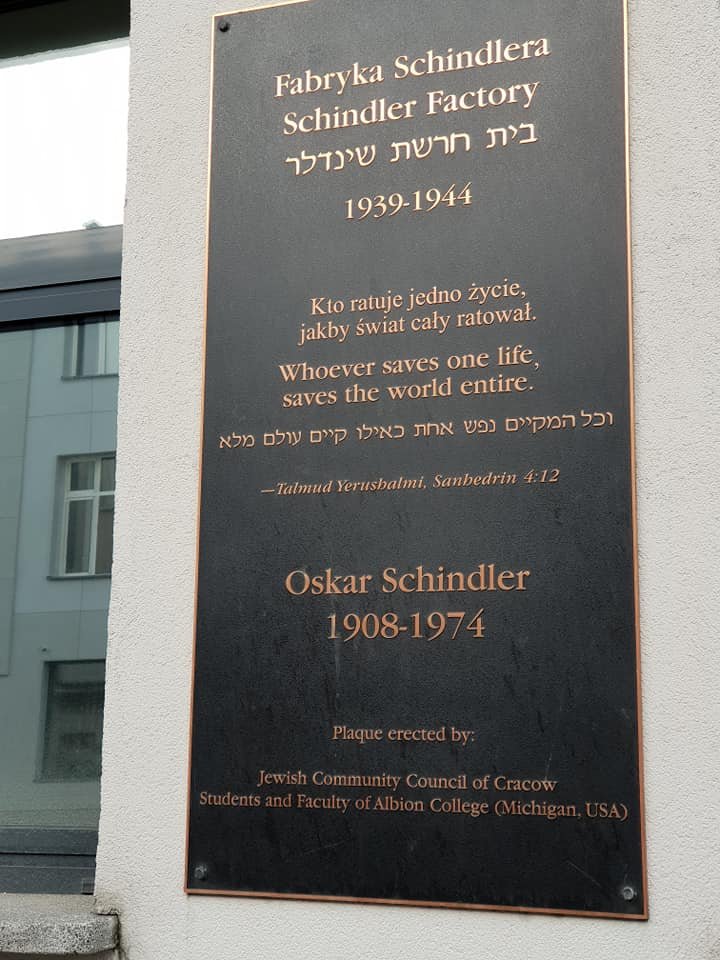 Fabryka Schindlera
Schindler Factory
בית חרשת שינדלר
1939-1944
Kto ratuje jedno życie,
jakby świat cały ratował.
Whoever saves one life,
saves the world entire.
וכל המקיים נפש אחת כאילו קיים עולם מלא
—Talmud Yerushalmi, Sanhedrin 4:12
Oskar Schindler
1908-1974
Plaque erected by:
Jewish Community Council of Cracow
Students and Faculty of Albion College (Michigan, USA)